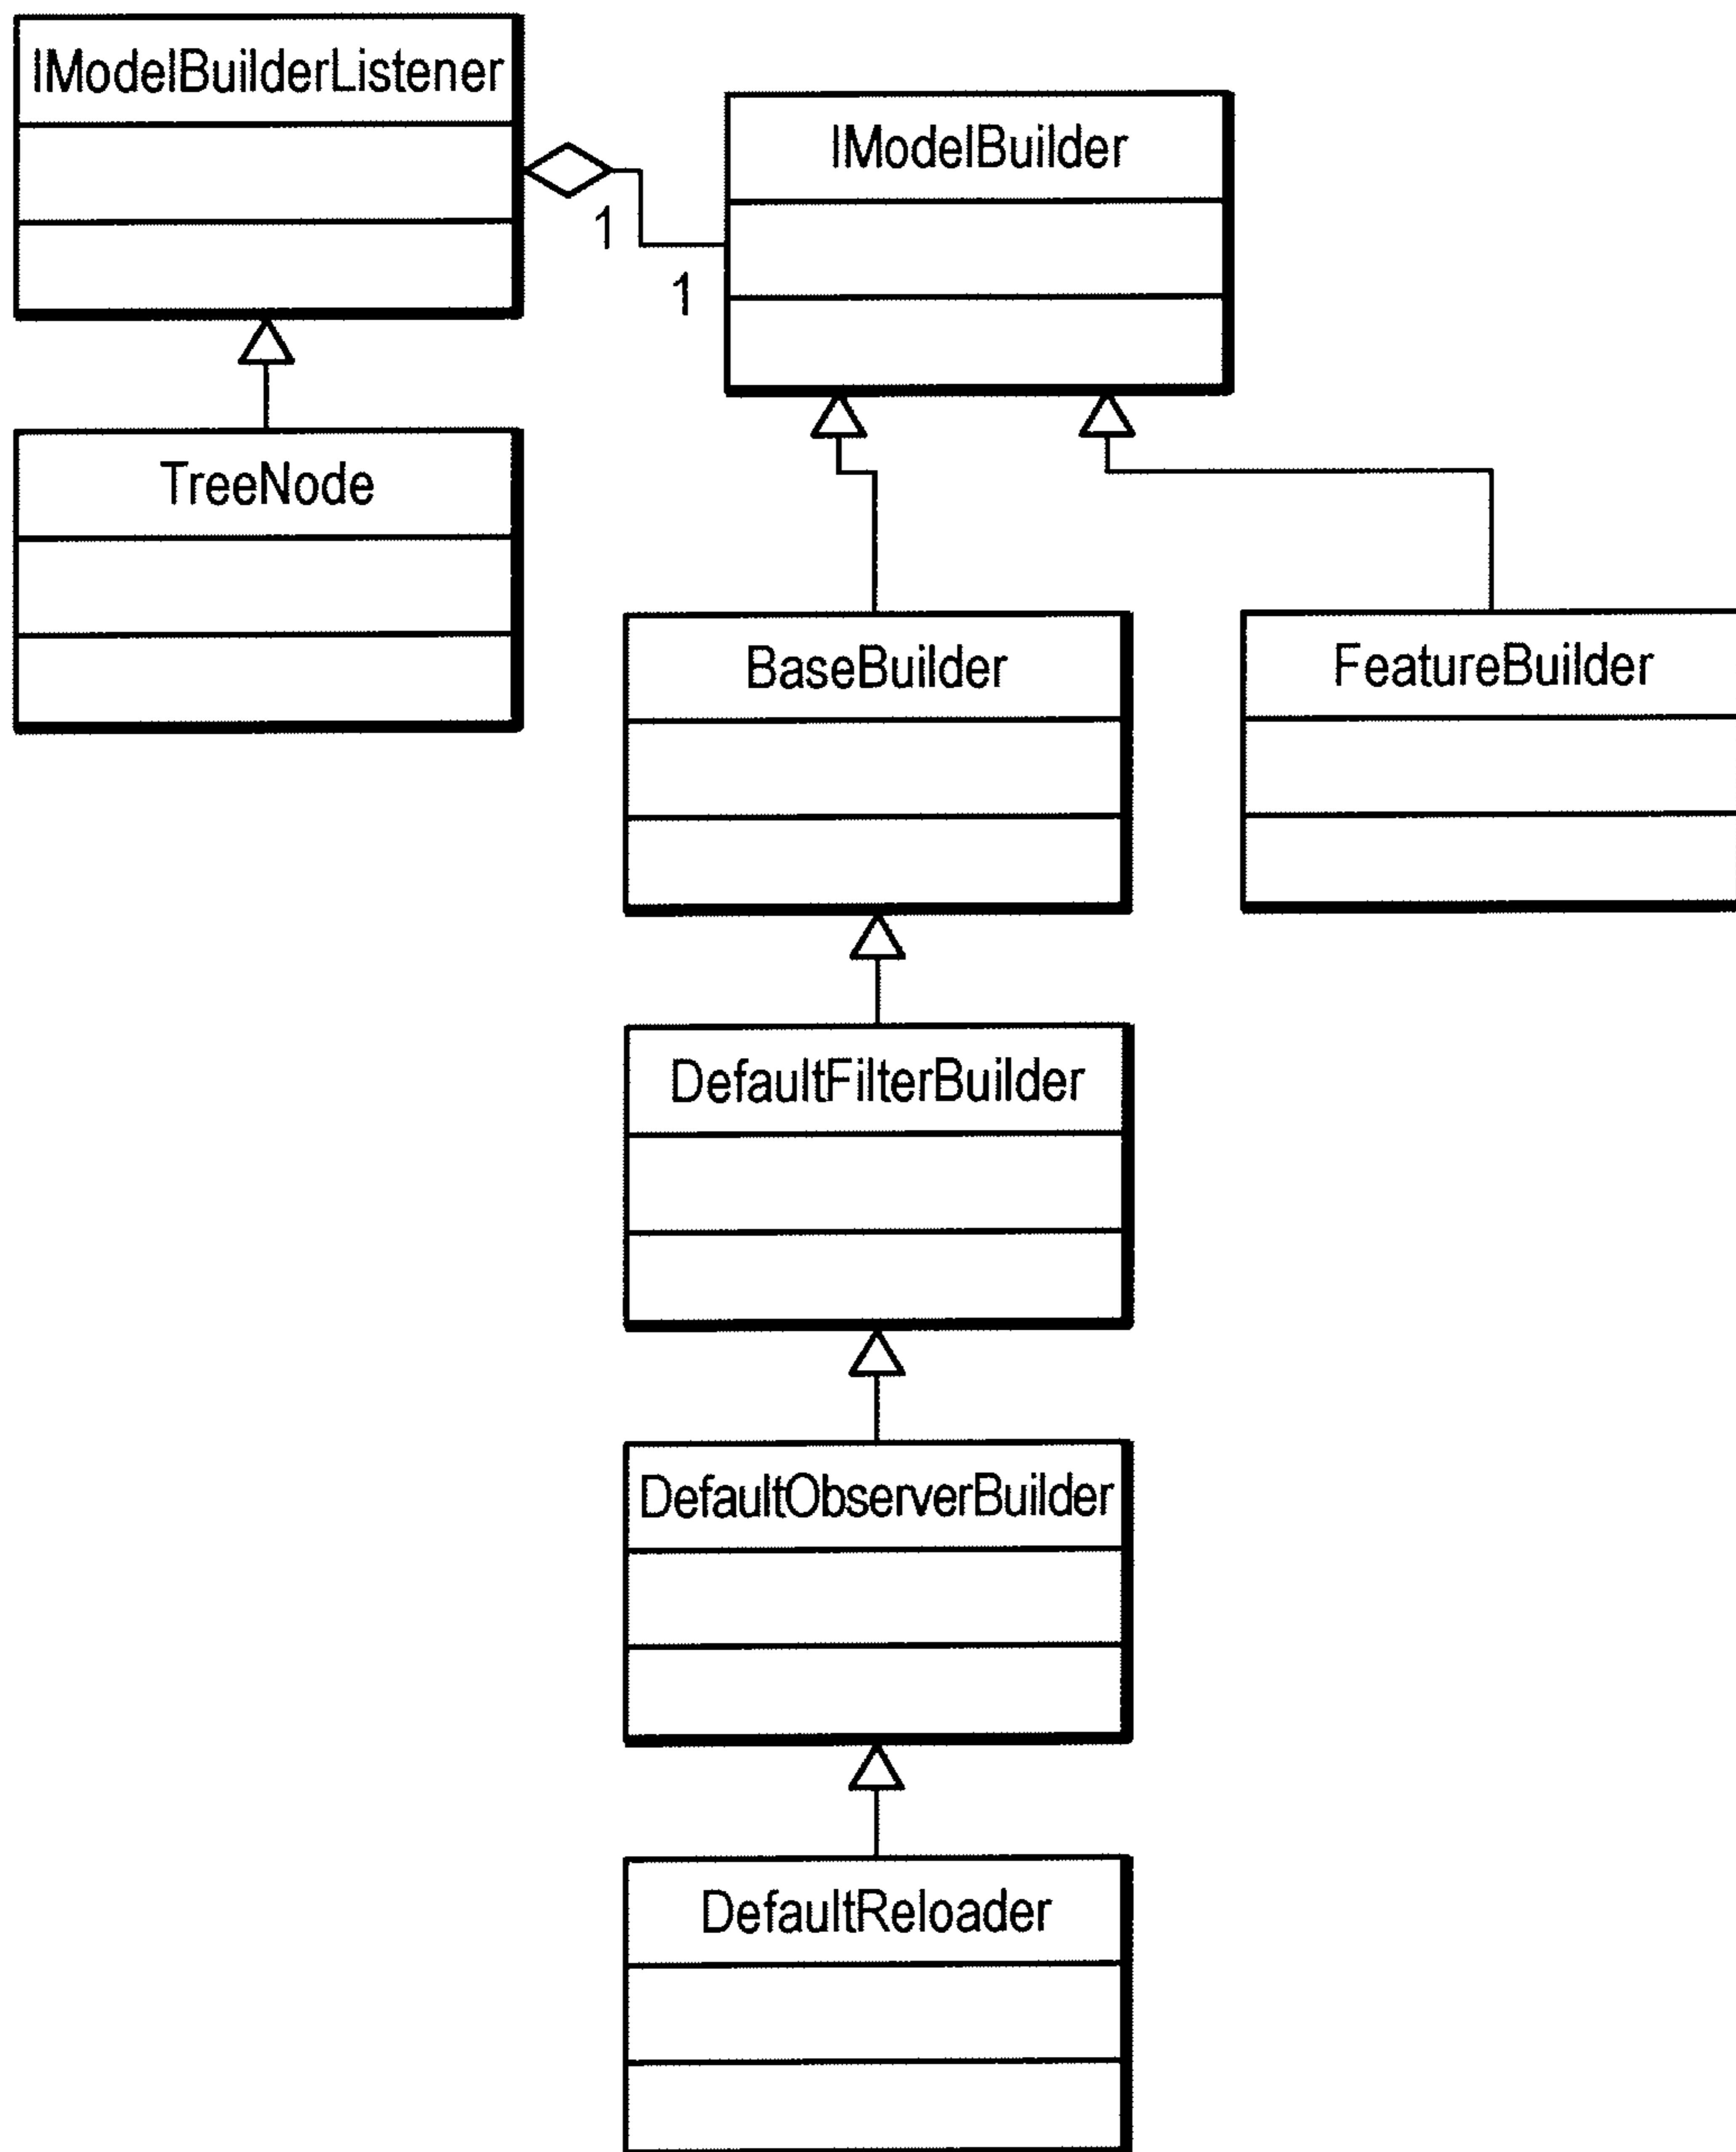 IModelBuilderListener
IModelBuilder
1
1
TreeNode
BaseBuilder
FeatureBuilder
DefaultFilterBuilder
DefaultObserverBuilder
DefaultReloader